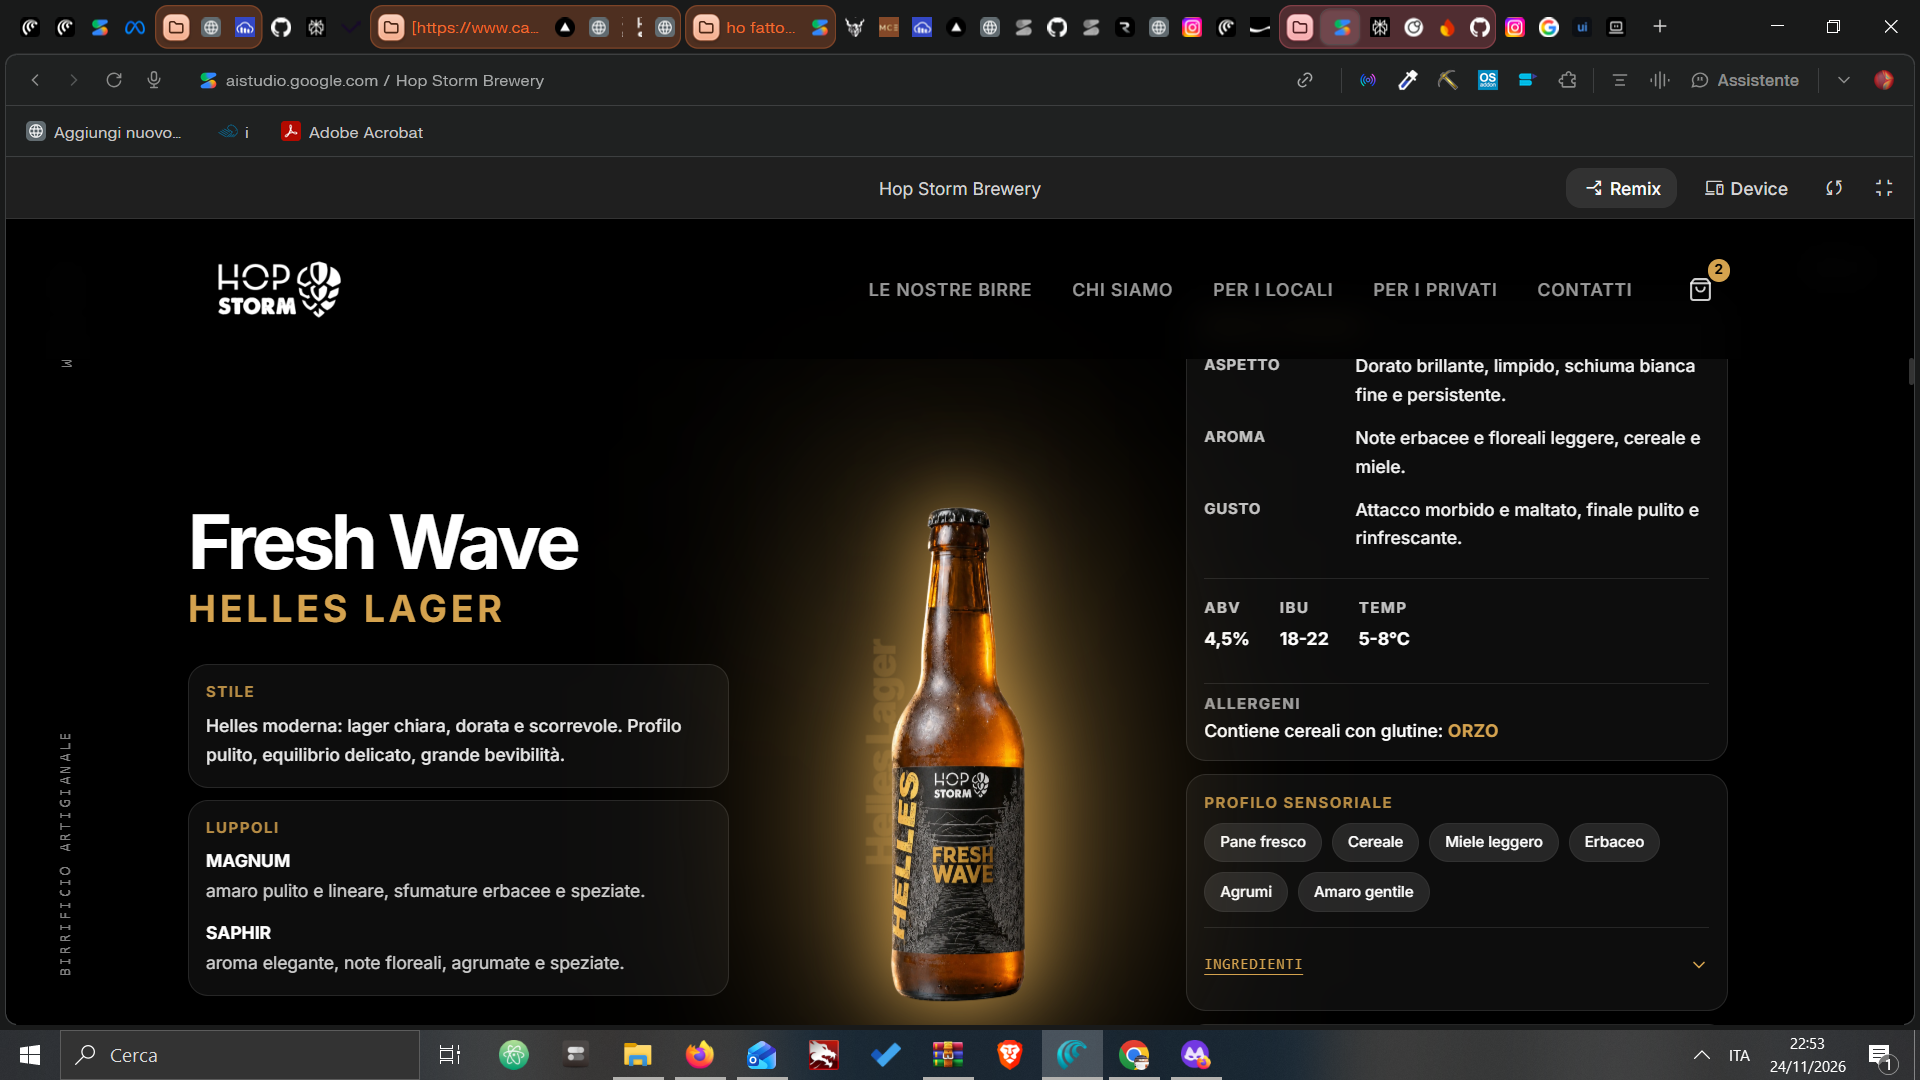 [https://www.ca...
ho fatto...
MCE
ui
aistudio.google.com / Hop Storm Brewery
OS
addon
Assistente
Aggiungi nuovo...
i
Adobe Acrobat
Hop Storm Brewery
Remix
Device
HOP
STORM
LE NOSTRE BIRRE
CHI SIAMO
PER I LOCALI
PER I PRIVATI
CONTATTI
2
M
BIRRIFICIO ARTIGIANALE
Fresh Wave
HELLES LAGER
STILE
Helles moderna: lager chiara, dorata e scorrevole. Profilo
pulito, equilibrio delicato, grande bevibilità.
LUPPOLI
MAGNUM
amaro pulito e lineare, sfumature erbacee e speziate.
SAPHIR
aroma elegante, note floreali, agrumate e speziate.
Helles Lager
HELLES
HOP
STORM
FRESH
WAVE
ASPETTO
Dorato brillante, limpido, schiuma bianca
fine e persistente.
AROMA
Note erbacee e floreali leggere, cereale e
miele.
GUSTO
Attacco morbido e maltato, finale pulito e
rinfrescante.
ABV
IBU
TEMP
4,5%
18-22
5-8°C
ALLERGENI
Contiene cereali con glutine: ORZO
PROFILO SENSORIALE
Pane fresco
Cereale
Miele leggero
Erbaceo
Agrumi
Amaro gentile
INGREDIENTI
Cerca
ITA
22:53
24/11/2026
1